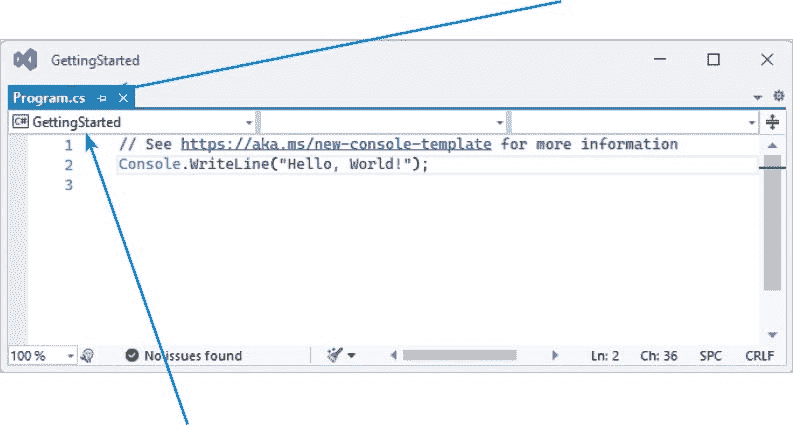 GettingStarted
Program.cs
C# GettingStarted
1 // See https://aka.ms/new-console-template for more information
2 Console.WriteLine("Hello, World!");
3
100 % No issues found Ln: 2 Ch: 36 SPC CRLF